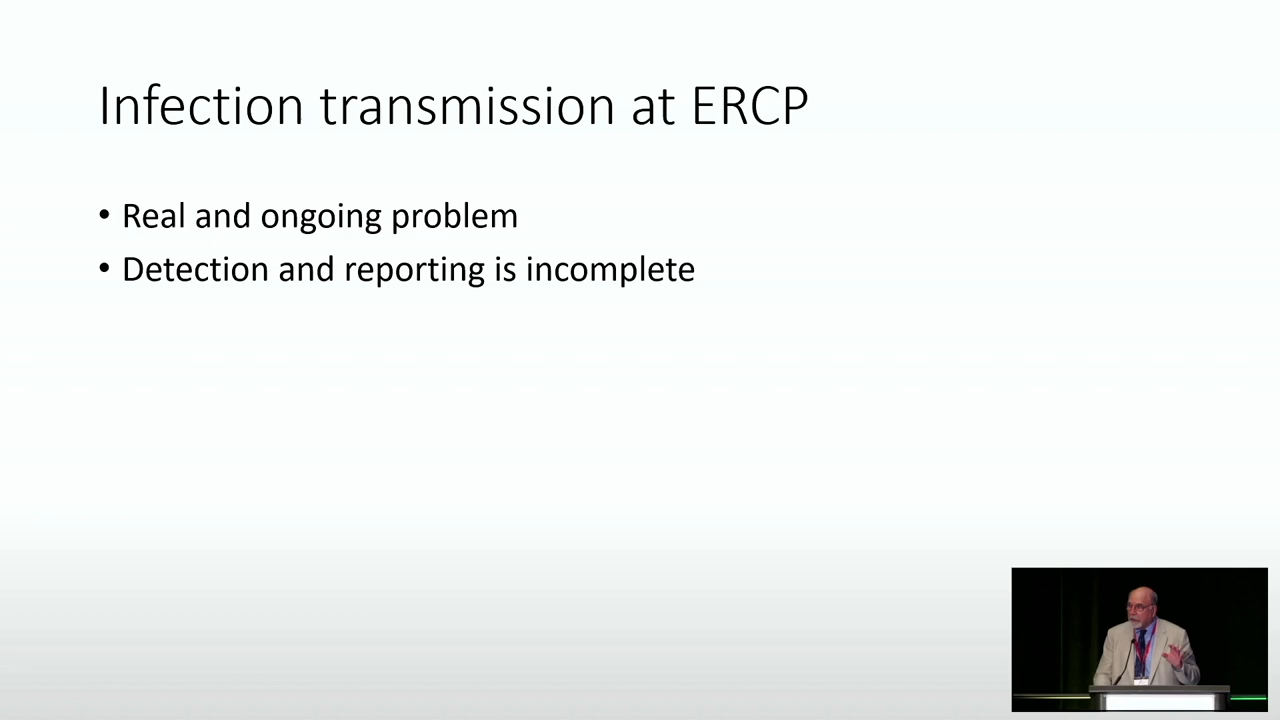 Infection transmission at ERCP
• Real and ongoing problem
• Detection and reporting is incomplete